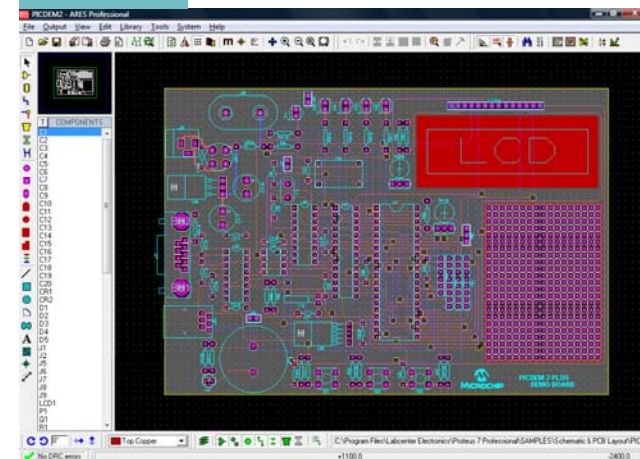 PICDEM2 - ARES Professional
File Output View Edit Library Tools System Help
T COMPONENTS
C1
C2
C3
C4
C5
C6
C7
C8
C9
C10
C11
C12
C13
C14
C15
C16
C17
C18
C19
C20
CR1
CR2
D1
D2
D3
D4
D5
J1
J2
J5
J6
J7
J8
J9
LCD1
P1
Q1
R1
LCD
MICROCHIP
PICDEM 2 PLUS
DEMO BOARD
Top Copper
C:\Program Files\Labcenter Electronics\Proteus 7 Professional\SAMPLES\Schematic & PCB Layout\PIC
No DRC errors
+1100.0
-2400.0